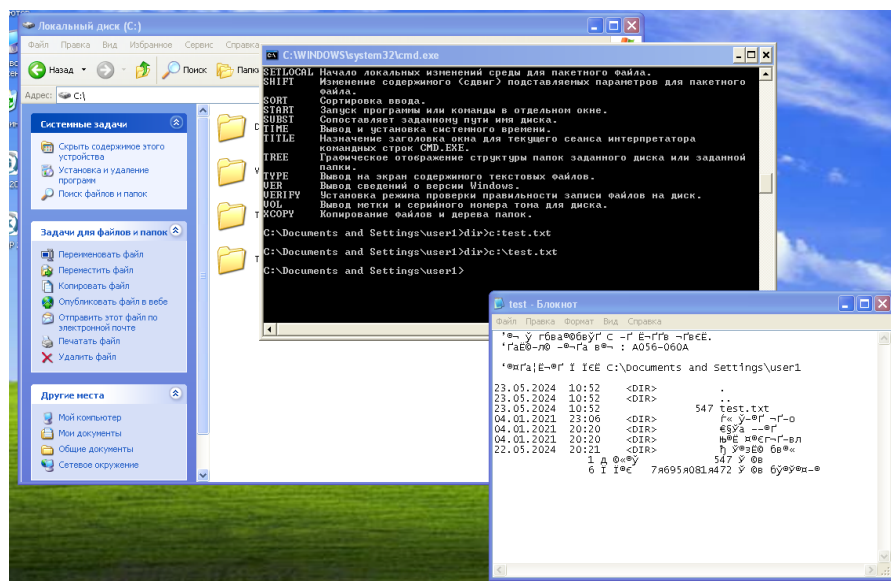 Локальный диск (C:)
Файл Правка Вид Избранное Сервис Справка
Назад
Поиск
Папк
Адрес: C:\
Системные задачи
Скрыть содержимое этого
устройства
Установка и удаление
программ
Поиск файлов и папок
Задачи для файлов и папок
Переименовать файл
Переместить файл
Копировать файл
Опубликовать файл в вебе
Отправить этот файл по
электронной почте
Печатать файл
Удалить файл
Другие места
Мой компьютер
Мои документы
Общие документы
Сетевое окружение
C:\WINDOWS\system32\cmd.exe
SETLOCAL Начало локальных изменений среды для пакетного файла.
SHIFT Изменение содержимого (сдвиг) подставляемых параметров для пакетного
файла.
SORT Сортировка ввода.
START Запуск программы или команды в отдельном окне.
SUBST Сопоставляет заданному пути имя диска.
TIME Вывод и установка системного времени.
TITLE Назначение заголовка окна для текущего сеанса интерпретатора
командных строк CMD.EXE.
TREE Графическое отображение структуры папок заданного диска или заданной
папки.
TYPE Вывод на экран содержимого текстовых файлов.
VER Вывод сведений о версии Windows.
VERIFY Установка режима проверки правильности записи файлов на диск.
VOL Вывод метки и серийного номера тома для диска.
XCOPY Копирование файлов и дерева папок.
C:\Documents and Settings\user1>dir>c:test.txt
C:\Documents and Settings\user1>dir>c:\test.txt
C:\Documents and Settings\user1>
test - Блокнот
Файл Правка Формат Вид Справка
: A056-060A
C:\Documents and Settings\user1
23.05.2024 10:52 <DIR> .
23.05.2024 10:52 <DIR> ..
23.05.2024 10:52 547 test.txt
04.01.2021 23:06 <DIR>
04.01.2021 20:20 <DIR>
04.01.2021 20:20 <DIR>
22.05.2024 20:21 <DIR>
1 547
6 7я695я081я472